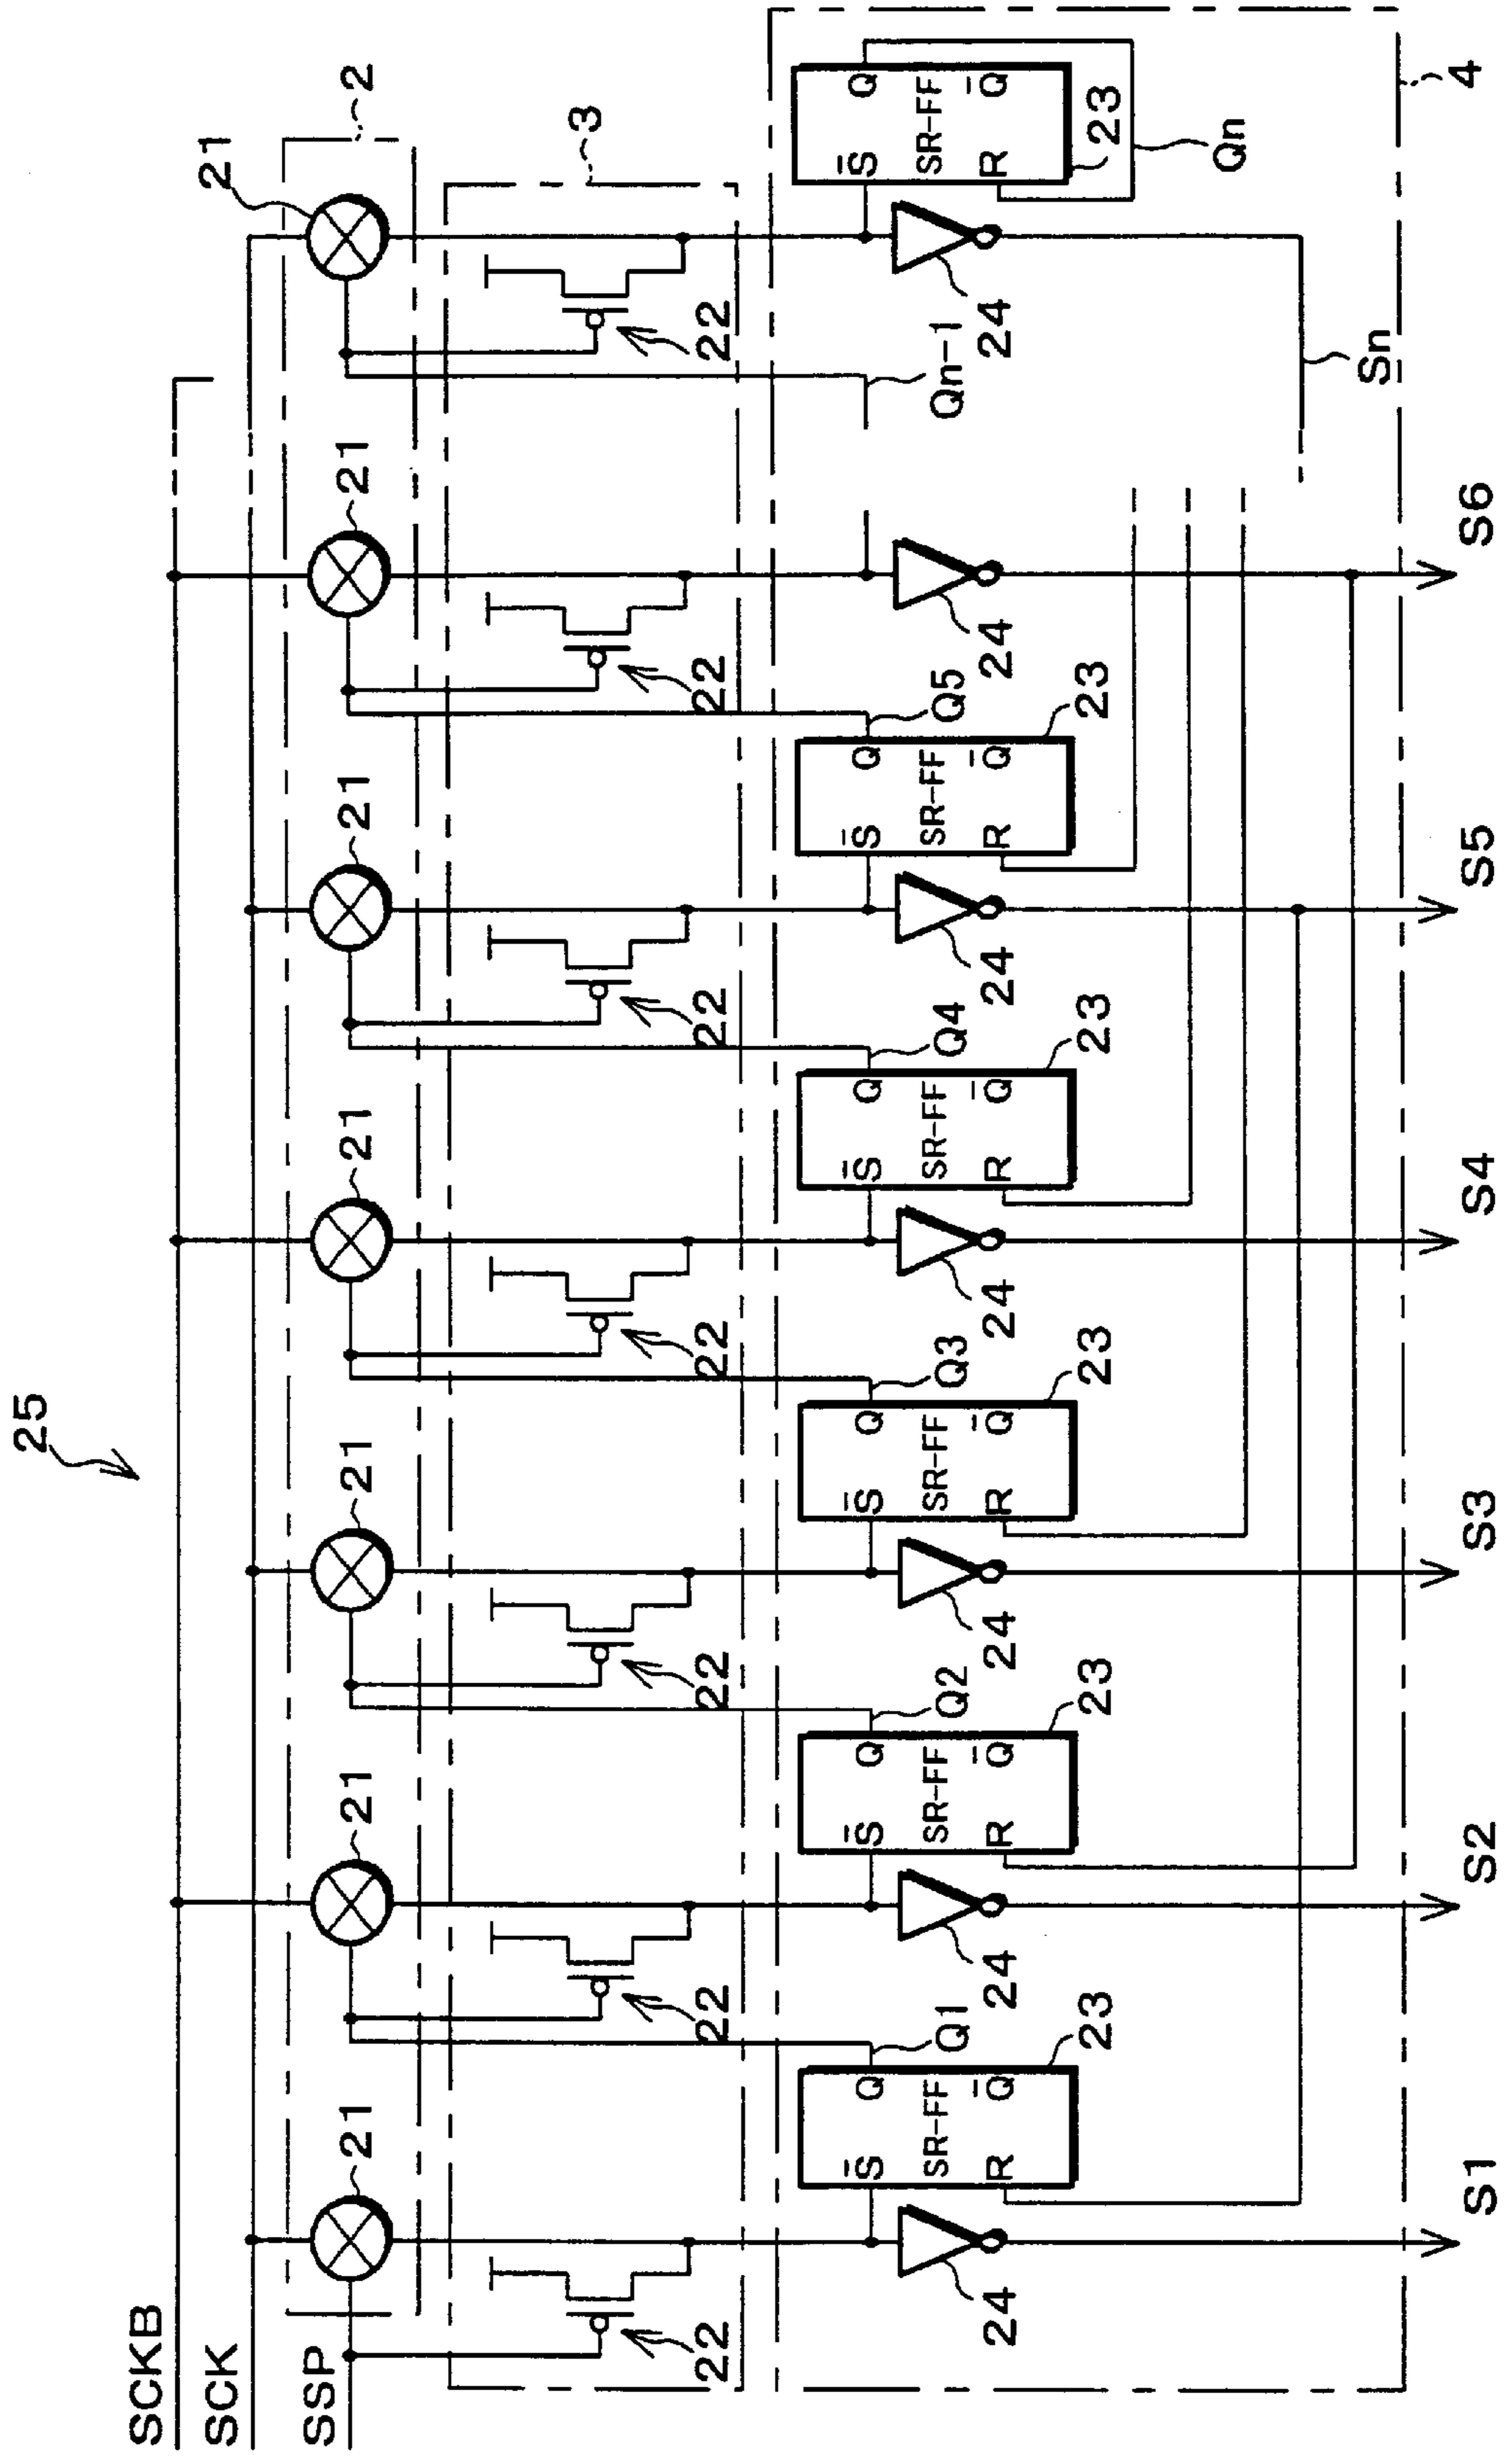 25
SCKB
SCK
SSP
21 21 21 21 21 21 21
2
22 22 22 22 22 22 22
3
S̅ Q SR-FF R Q̅ 23 Q1
S̅ Q SR-FF R Q̅ 23 Q2
S̅ Q SR-FF R Q̅ 23 Q3
S̅ Q SR-FF R Q̅ 23 Q4
S̅ Q SR-FF R Q̅ 23 Q5
Qn-1
S̅ Q SR-FF R Q̅ 23 Qn
24 24 24 24 24 24 24
Sn
4
S1 S2 S3 S4 S5 S6